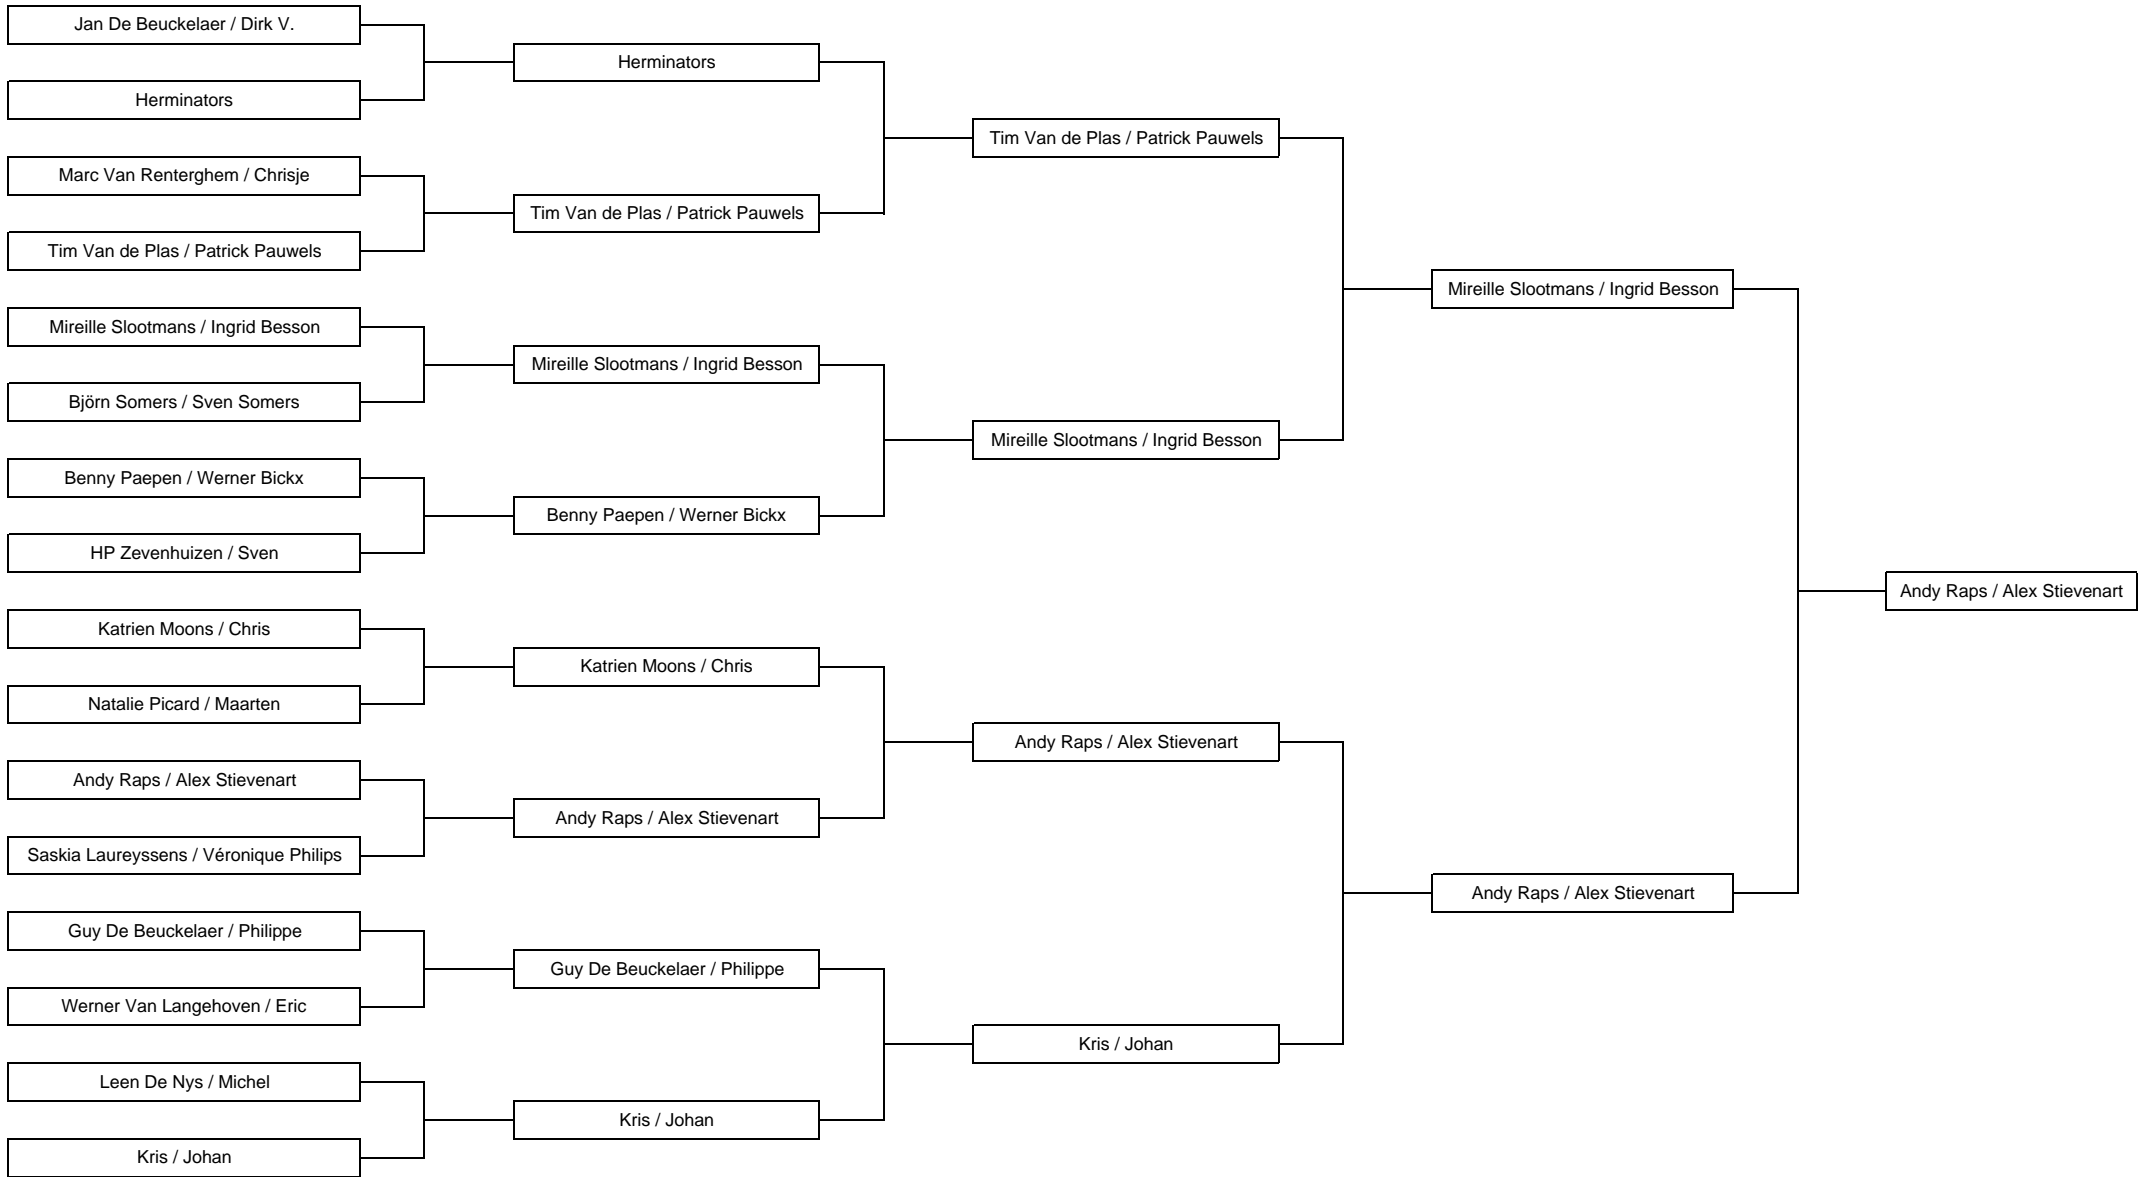 Jan De Beuckelaer / Dirk V.
Herminators
Marc Van Renterghem / Chrisje
Tim Van de Plas / Patrick Pauwels
Mireille Slootmans / Ingrid Besson
Björn Somers / Sven Somers
Benny Paepen / Werner Bickx
HP Zevenhuizen / Sven
Katrien Moons / Chris
Natalie Picard / Maarten
Andy Raps / Alex Stievenart
Saskia Laureyssens / Véronique Philips
Guy De Beuckelaer / Philippe
Werner Van Langehoven / Eric
Leen De Nys / Michel
Kris / Johan
Herminators
Tim Van de Plas / Patrick Pauwels
Mireille Slootmans / Ingrid Besson
Benny Paepen / Werner Bickx
Katrien Moons / Chris
Andy Raps / Alex Stievenart
Guy De Beuckelaer / Philippe
Kris / Johan
Tim Van de Plas / Patrick Pauwels
Mireille Slootmans / Ingrid Besson
Andy Raps / Alex Stievenart
Kris / Johan
Mireille Slootmans / Ingrid Besson
Andy Raps / Alex Stievenart
Andy Raps / Alex Stievenart